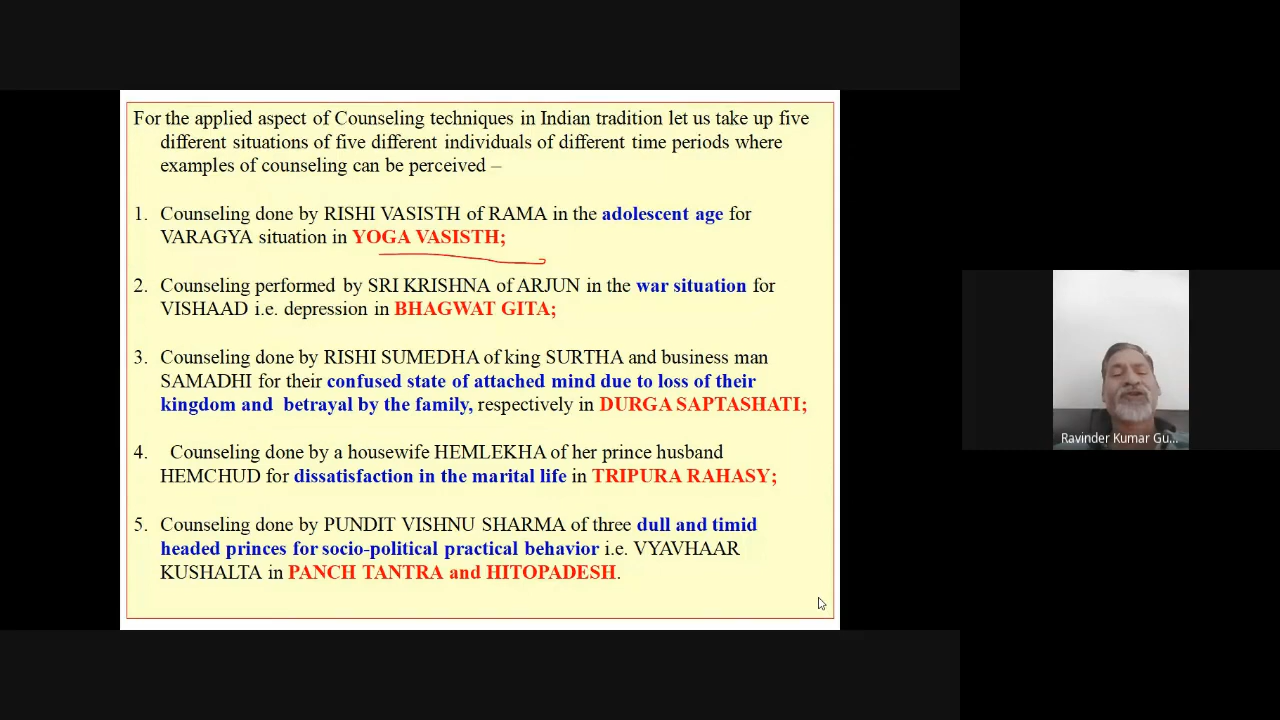 For the applied aspect of Counseling techniques in Indian tradition let us take up five
different situations of five different individuals of different time periods where
examples of counseling can be perceived –
1. Counseling done by RISHI VASISTH of RAMA in the adolescent age for
VARAGYA situation in YOGA VASISTH;
2. Counseling performed by SRI KRISHNA of ARJUN in the war situation for
VISHAAD i.e. depression in BHAGWAT GITA;
3. Counseling done by RISHI SUMEDHA of king SURTHA and business man
SAMADHI for their confused state of attached mind due to loss of their
kingdom and betrayal by the family, respectively in DURGA SAPTASHATI;
4. Counseling done by a housewife HEMLEKHA of her prince husband
HEMCHUD for dissatisfaction in the marital life in TRIPURA RAHASY;
5. Counseling done by PUNDIT VISHNU SHARMA of three dull and timid
headed princes for socio-political practical behavior i.e. VYAVHAAR
KUSHALTA in PANCH TANTRA and HITOPADESH.
Ravinder Kumar Gu...